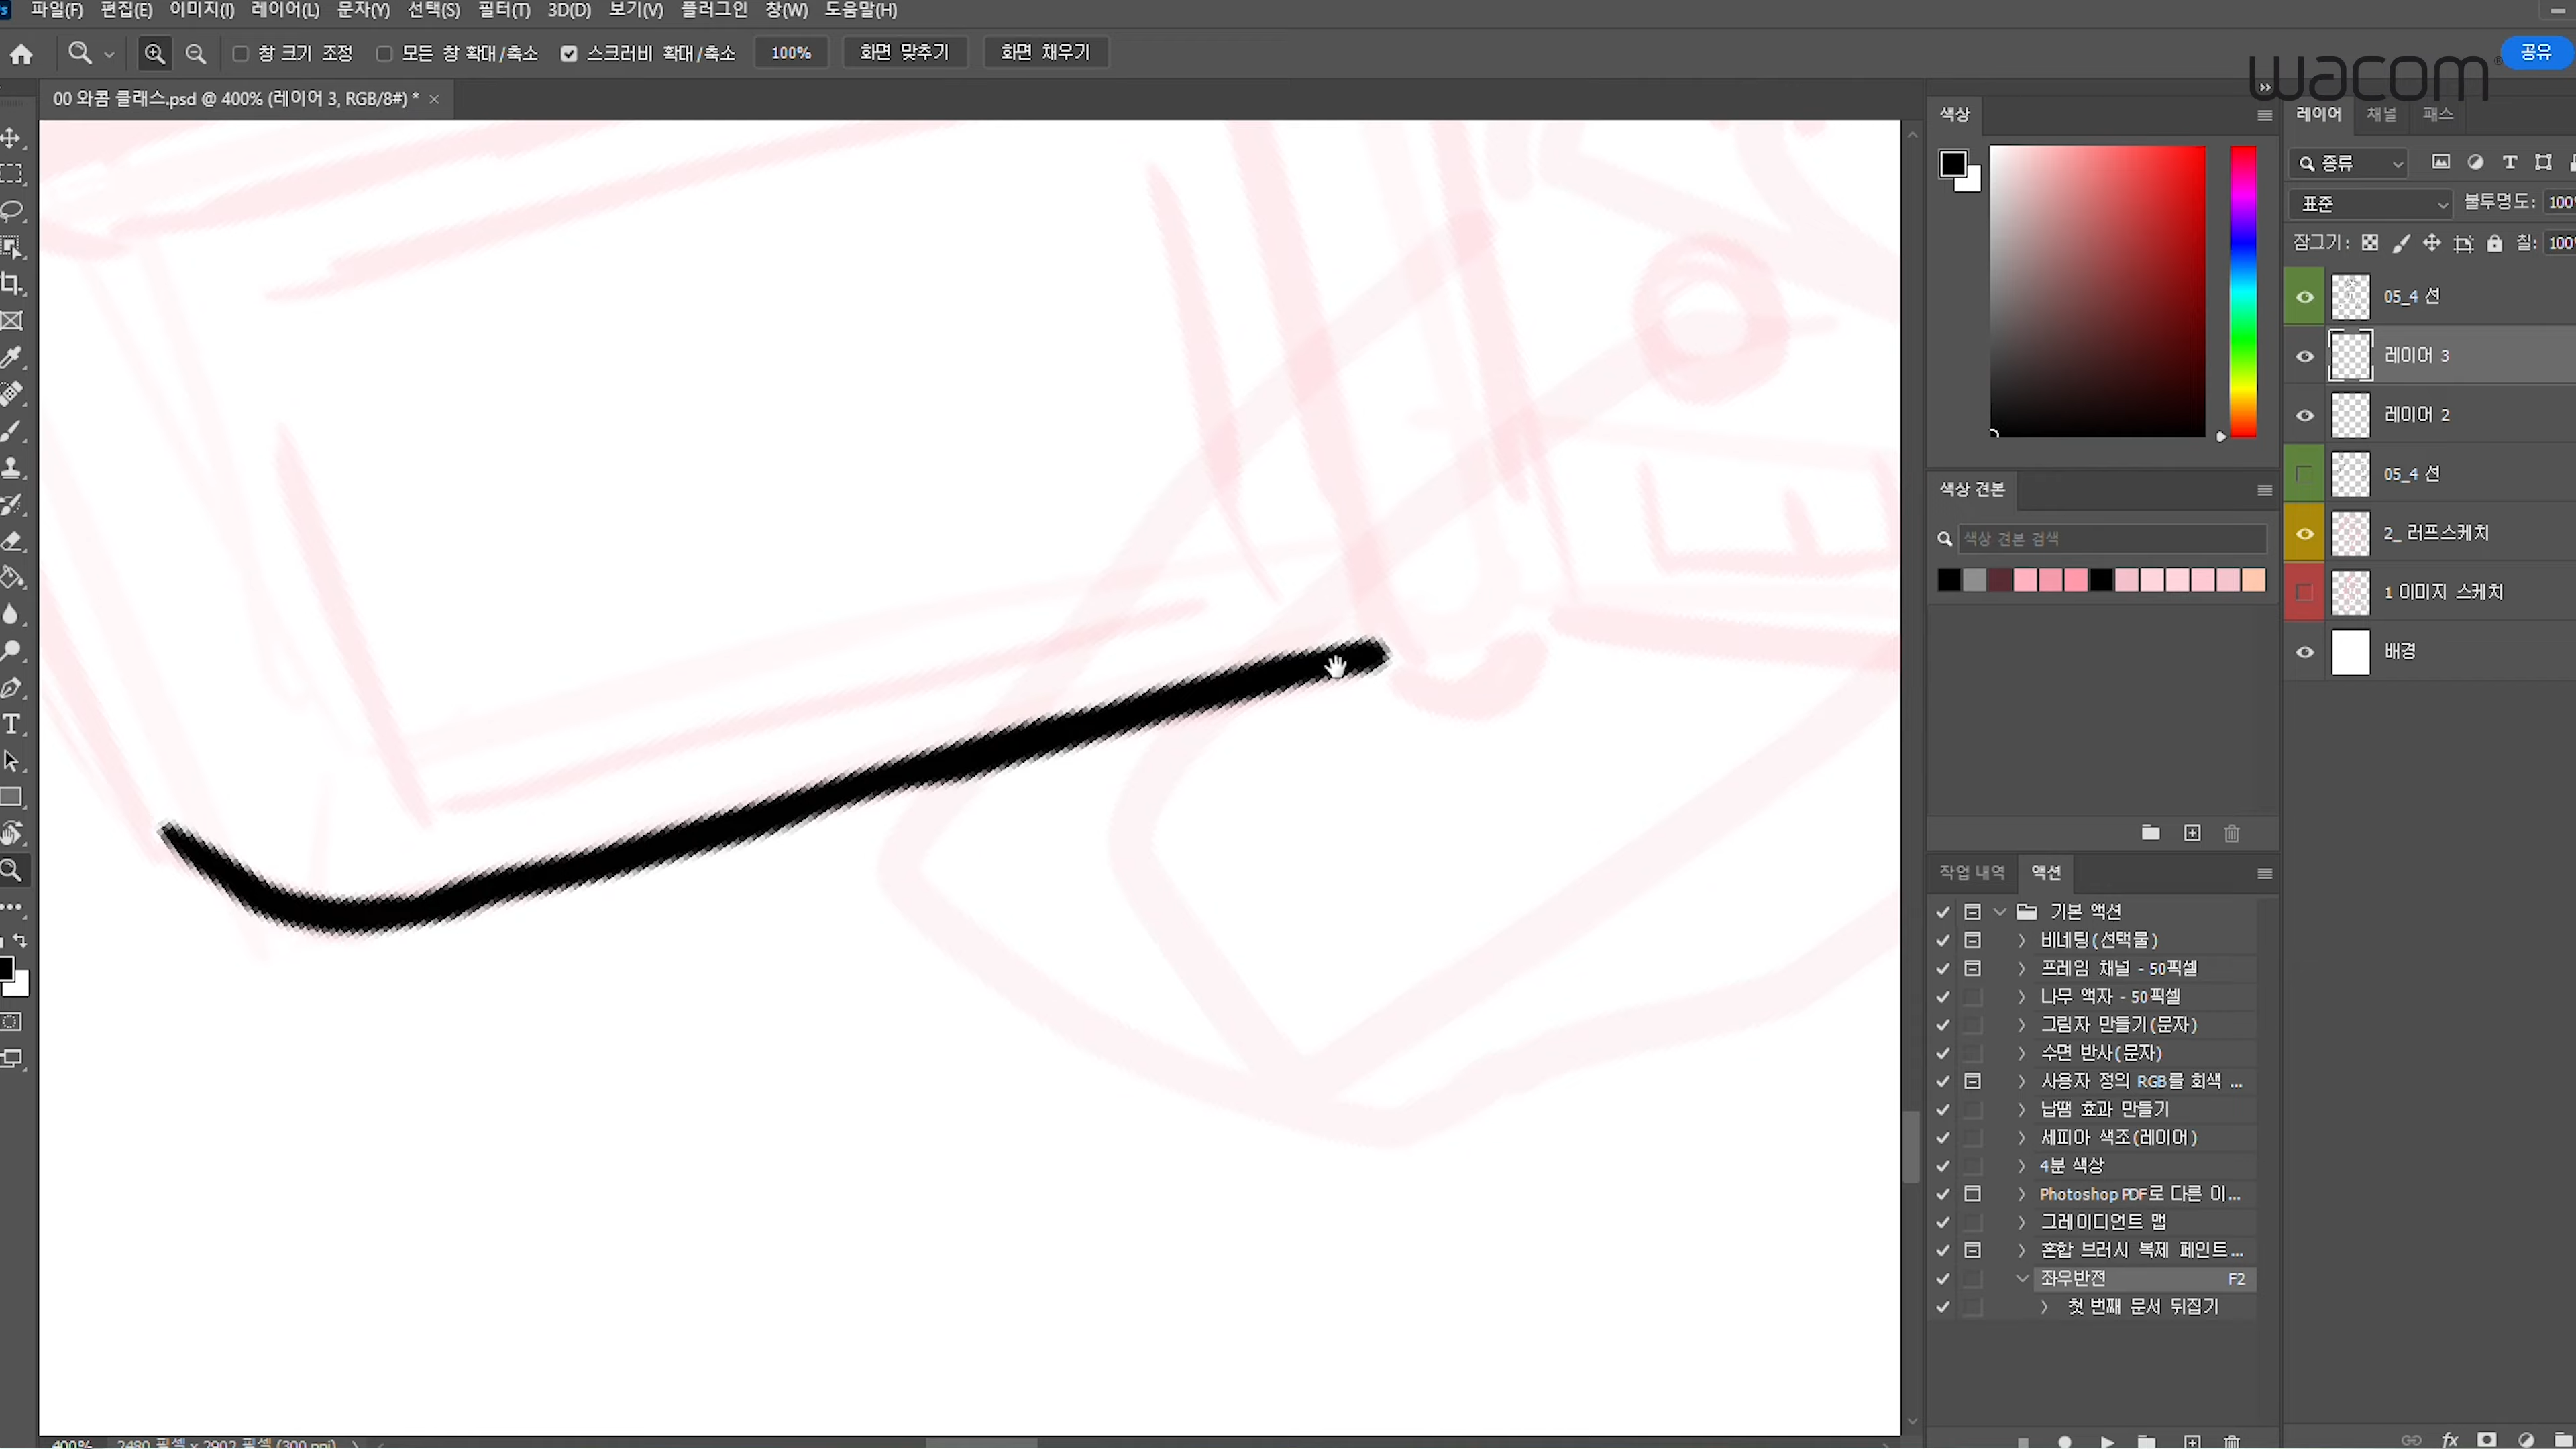 파일(F) 편집(E) 이미지(I) 레이어(L) 문자(Y) 선택(S) 필터(T) 3D(D) 보기(V) 플러그인 창(W) 도움말(H)
창 크기 조정 모든 창 확대/축소 스크러비 확대/축소 100% 화면 맞추기 화면 채우기
공유
wacom
00 와콤 클래스.psd @ 400% (레이어 3, RGB/8#) *
색상
색상 견본
색상 견본 검색
작업 내역 액션
기본 액션
비네팅(선택물)
프레임 채널 - 50픽셀
나무 액자 - 50픽셀
그림자 만들기(문자)
수면 반사(문자)
사용자 정의 RGB를 회색 ...
납땜 효과 만들기
세피아 색조(레이어)
4분 색상
Photoshop PDF로 다른 이...
그레이디언트 맵
혼합 브러시 복제 페인트...
좌우반전 F2
첫 번째 문서 뒤집기
레이어 채널 패스
종류
표준 불투명도: 100
잠그기: 칠: 100
05_4 선
레이어 3
레이어 2
05_4 선
2_ 러프스케치
1 이미지 스케치
배경
400% 2480 픽셀 x 2902 픽셀 (300 ppi)